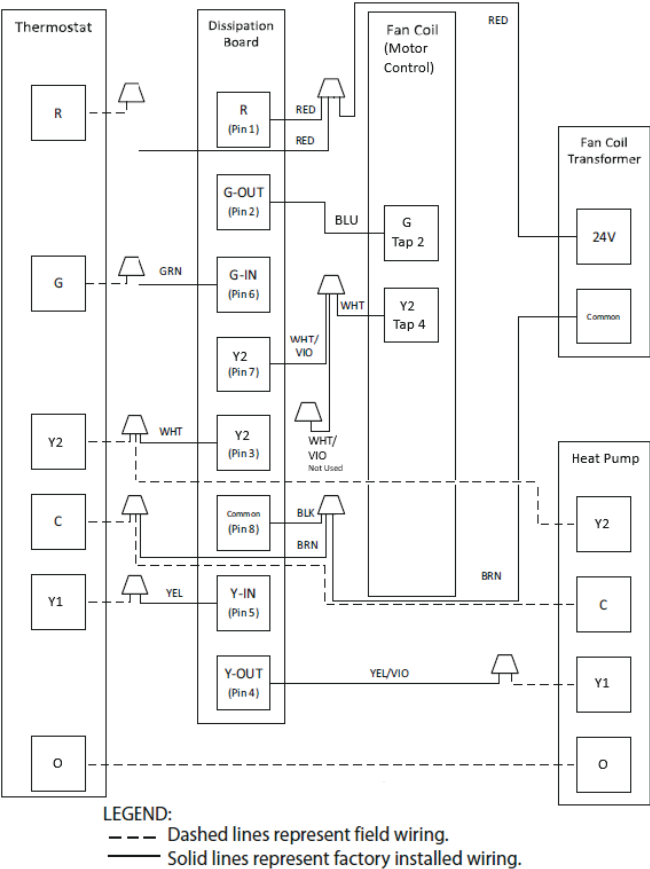 Thermostat
R
G
Y2
C
Y1
O
Dissipation
Board
R
(Pin 1)
G-OUT
(Pin 2)
G-IN
(Pin 6)
Y2
(Pin 7)
Y2
(Pin 3)
Common
(Pin 8)
Y-IN
(Pin 5)
Y-OUT
(Pin 4)
Fan Coil
(Motor
Control)
G
Tap 2
Y2
Tap 4
Fan Coil
Transformer
24V
Common
Heat Pump
Y2
C
Y1
O
RED
RED
RED
BLU
GRN
WHT
WHT/
VIO
WHT
WHT/
VIO
Not Used
BLK
BRN
BRN
YEL
YEL/VIO
LEGEND:
Dashed lines represent field wiring.
Solid lines represent factory installed wiring.